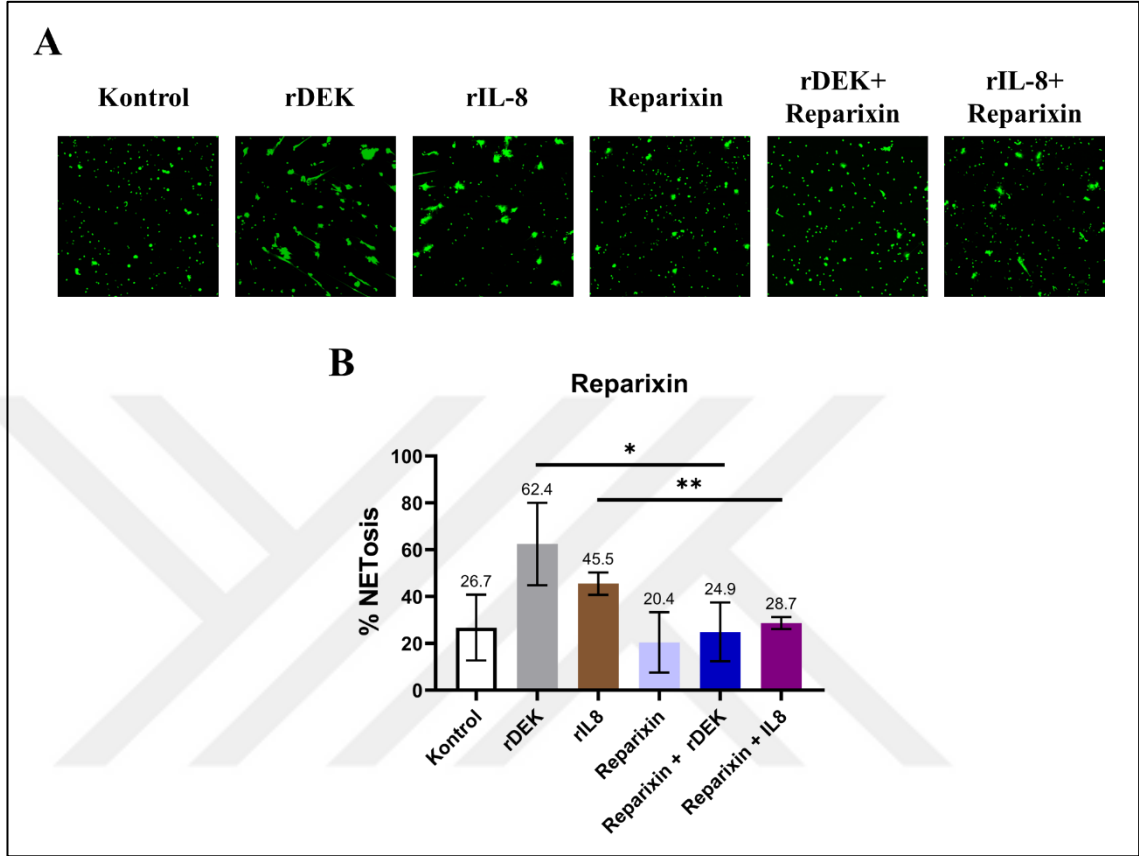 A
Kontrol
rDEK
rIL-8
Reparixin
rDEK+
Reparixin
rIL-8+
Reparixin
B
Reparixin
% NETosis
100
80
60
40
20
0
*
**
26.7
62.4
45.5
20.4
24.9
28.7
Kontrol
rDEK
rIL8
Reparixin
Reparixin + rDEK
Reparixin + IL8